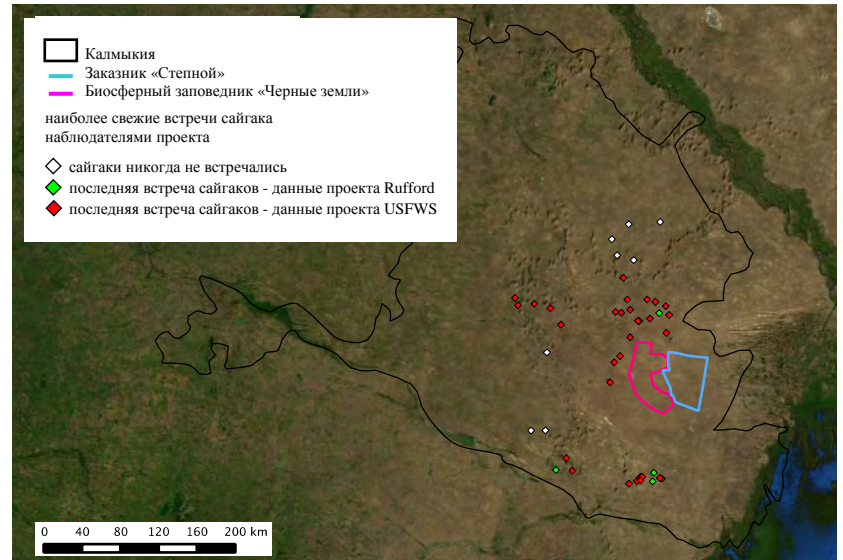 Калмыкия
Заказник «Степной»
Биосферный заповедник «Черные земли»
наиболее свежие встречи сайгака
наблюдателями проекта
сайгаки никогда не встречались
последняя встреча сайгаков - данные проекта Rufford
последняя встреча сайгаков - данные проекта USFWS
0 40 80 120 160 200 km